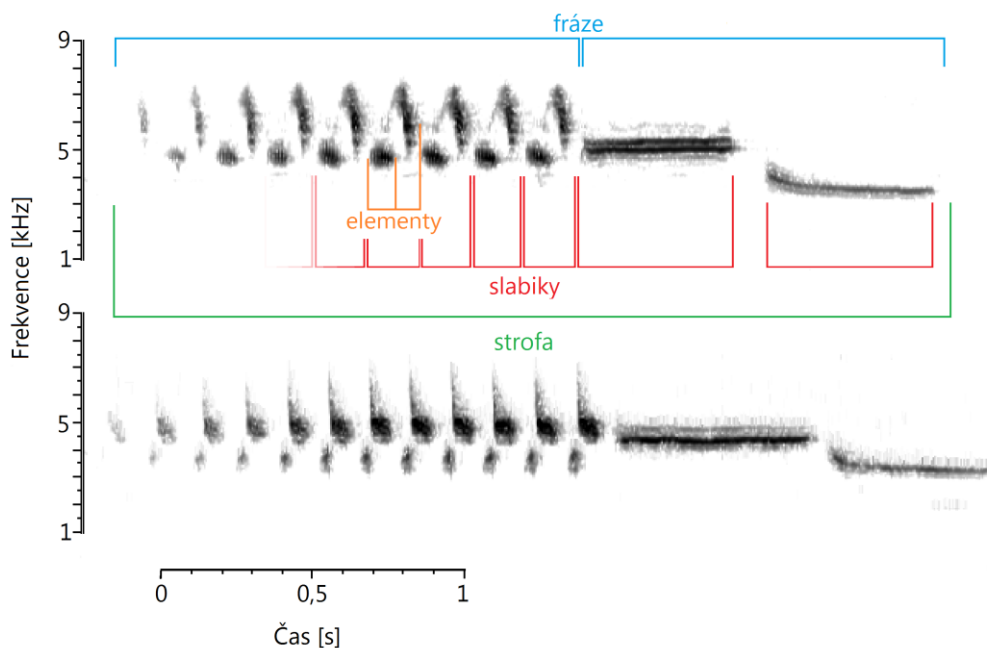 fráze
9
5
elementy
1
slabiky
Frekvence [kHz]
9
strofa
5
1
0 0,5 1
Čas [s]